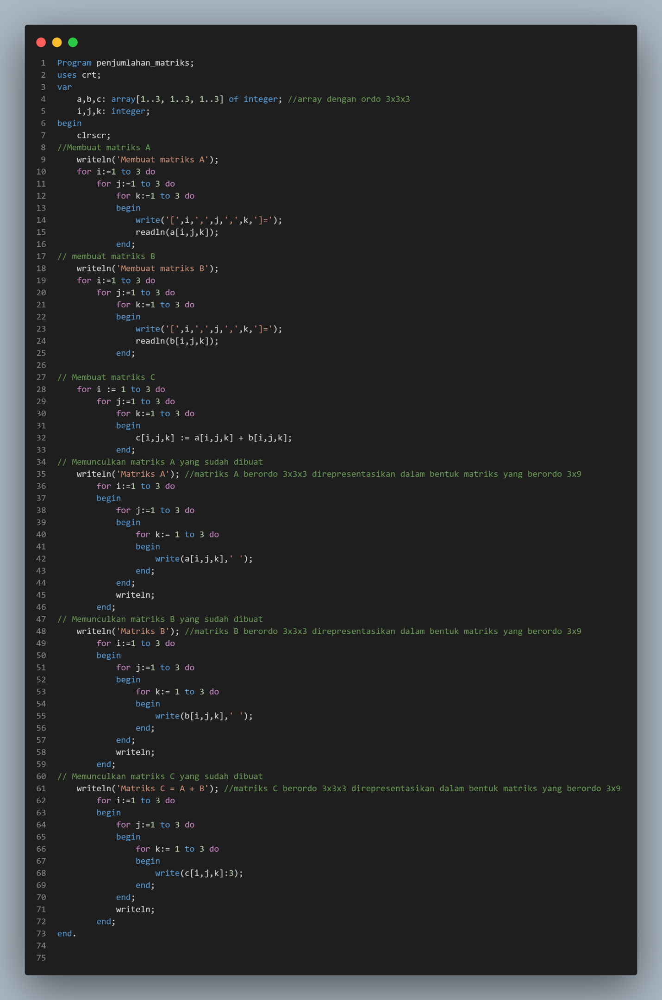 1 Program penjumlahan_matriks;
2 uses crt;
3 var
4     a,b,c: array[1..3, 1..3, 1..3] of integer; //array dengan ordo 3x3x3
5     i,j,k: integer;
6 begin
7     clrscr;
8 //Membuat matriks A
9     writeln('Membuat matriks A');
10     for i:=1 to 3 do
11         for j:=1 to 3 do
12             for k:=1 to 3 do
13             begin
14                 write('[',i,',',j,',',k,']=');
15                 readln(a[i,j,k]);
16             end;
17 // membuat matriks B
18     writeln('Membuat matriks B');
19     for i:=1 to 3 do
20         for j:=1 to 3 do
21             for k:=1 to 3 do
22             begin
23                 write('[',i,',',j,',',k,']=');
24                 readln(b[i,j,k]);
25             end;
26
27 // Membuat matriks C
28     for i := 1 to 3 do
29         for j:=1 to 3 do
30             for k:=1 to 3 do
31             begin
32                 c[i,j,k] := a[i,j,k] + b[i,j,k];
33             end;
34 // Memunculkan matriks A yang sudah dibuat
35     writeln('Matriks A'); //matriks A berordo 3x3x3 direpresentasikan dalam bentuk matriks yang berordo 3x9
36         for i:=1 to 3 do
37         begin
38             for j:=1 to 3 do
39             begin
40                 for k:= 1 to 3 do
41                 begin
42                     write(a[i,j,k],' ');
43                 end;
44             end;
45             writeln;
46         end;
47 // Memunculkan matriks B yang sudah dibuat
48     writeln('Matriks B'); //matriks B berordo 3x3x3 direpresentasikan dalam bentuk matriks yang berordo 3x9
49         for i:=1 to 3 do
50         begin
51             for j:=1 to 3 do
52             begin
53                 for k:= 1 to 3 do
54                 begin
55                     write(b[i,j,k],' ');
56                 end;
57             end;
58             writeln;
59         end;
60 // Memunculkan matriks C yang sudah dibuat
61     writeln('Matriks C = A + B'); //matriks C berordo 3x3x3 direpresentasikan dalam bentuk matriks yang berordo 3x9
62         for i:=1 to 3 do
63         begin
64             for j:=1 to 3 do
65             begin
66                 for k:= 1 to 3 do
67                 begin
68                     write(c[i,j,k]:3);
69                 end;
70             end;
71             writeln;
72         end;
73 end.
74
75